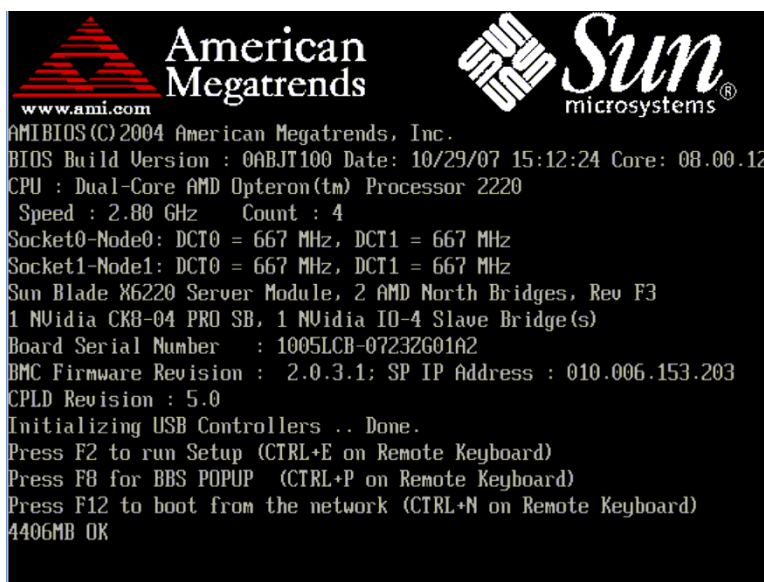 American
Megatrends
www.ami.com
Sun®
microsystems
AMIBIOS(C)2004 American Megatrends, Inc.
BIOS Build Version : 0ABJT100 Date: 10/29/07 15:12:24 Core: 08.00.12
CPU : Dual-Core AMD Opteron(tm) Processor 2220
Speed : 2.80 GHz    Count : 4
Socket0-Node0: DCT0 = 667 MHz, DCT1 = 667 MHz
Socket1-Node1: DCT0 = 667 MHz, DCT1 = 667 MHz
Sun Blade X6220 Server Module, 2 AMD North Bridges, Rev F3
1 NVidia CK8-04 PRO SB, 1 NVidia IO-4 Slave Bridge(s)
Board Serial Number   : 1005LCB-0723ZG01A2
BMC Firmware Revision :  2.0.3.1; SP IP Address : 010.006.153.203
CPLD Revision : 5.0
Initializing USB Controllers .. Done.
Press F2 to run Setup (CTRL+E on Remote Keyboard)
Press F8 for BBS POPUP  (CTRL+P on Remote Keyboard)
Press F12 to boot from the network (CTRL+N on Remote Keyboard)
4406MB OK